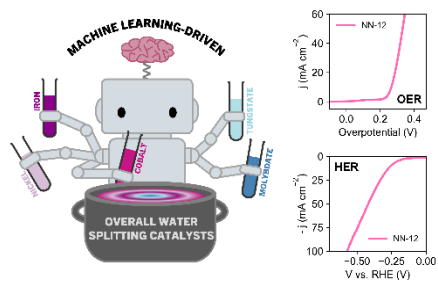 MACHINE LEARNING-DRIVEN
IRON
NICKEL
COBALT
TUNGSTATE
MOLYBDATE
OVERALL WATER
SPLITTING CATALYSTS
60
40
20
0
j (mA cm⁻²)
NN-12
OER
0.0 0.2 0.4
Overpotential (V)
0
25
50
75
100
- j (mA cm⁻²)
HER
NN-12
-0.50 -0.25 0.00
V vs. RHE (V)